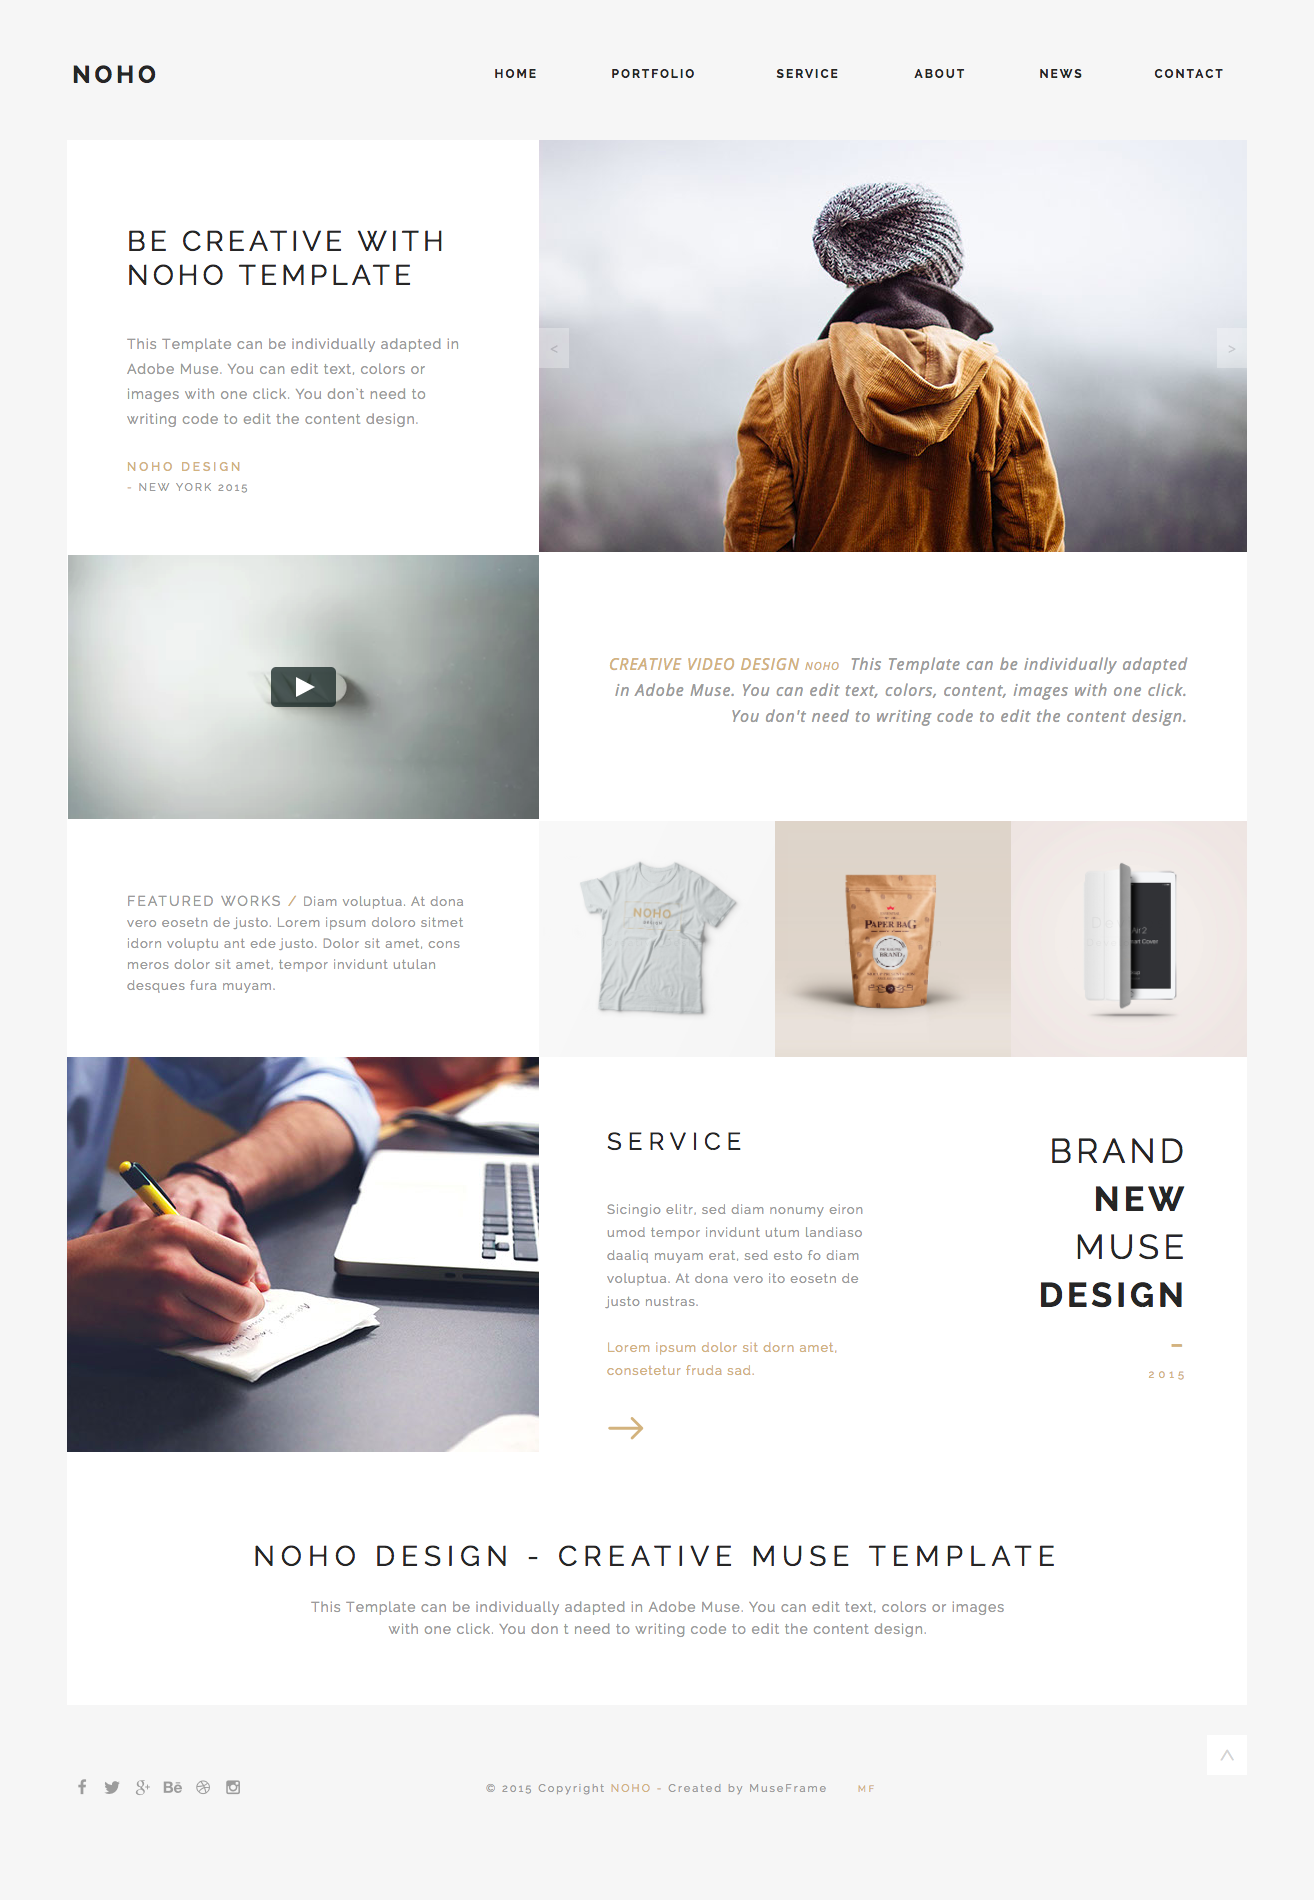 NOHO
HOME PORTFOLIO SERVICE ABOUT NEWS CONTACT
BE CREATIVE WITH
NOHO TEMPLATE
This Template can be individually adapted in
Adobe Muse. You can edit text, colors or
images with one click. You don`t need to
writing code to edit the content design.
NOHO DESIGN
- NEW YORK 2015
< >
CREATIVE VIDEO DESIGN NOHO This Template can be individually adapted
in Adobe Muse. You can edit text, colors, content, images with one click.
You don't need to writing code to edit the content design.
FEATURED WORKS / Diam voluptua. At dona
vero eosetn de justo. Lorem ipsum doloro sitmet
idorn voluptu ant ede justo. Dolor sit amet, cons
meros dolor sit amet, tempor invidunt utulan
desques fura muyam.
NOHO
DESIGN
PAPER BAG
BRAND
Air 2
art Cover
SERVICE
Sicingio elitr, sed diam nonumy eiron
umod tempor invidunt utum landiaso
daaliq muyam erat, sed esto fo diam
voluptua. At dona vero ito eosetn de
justo nustras.
Lorem ipsum dolor sit dorn amet,
consetetur fruda sad.
BRAND
NEW
MUSE
DESIGN
–
2015
NOHO DESIGN - CREATIVE MUSE TEMPLATE
This Template can be individually adapted in Adobe Muse. You can edit text, colors or images
with one click. You don t need to writing code to edit the content design.
Bē
© 2015 Copyright NOHO - Created by MuseFrame MF